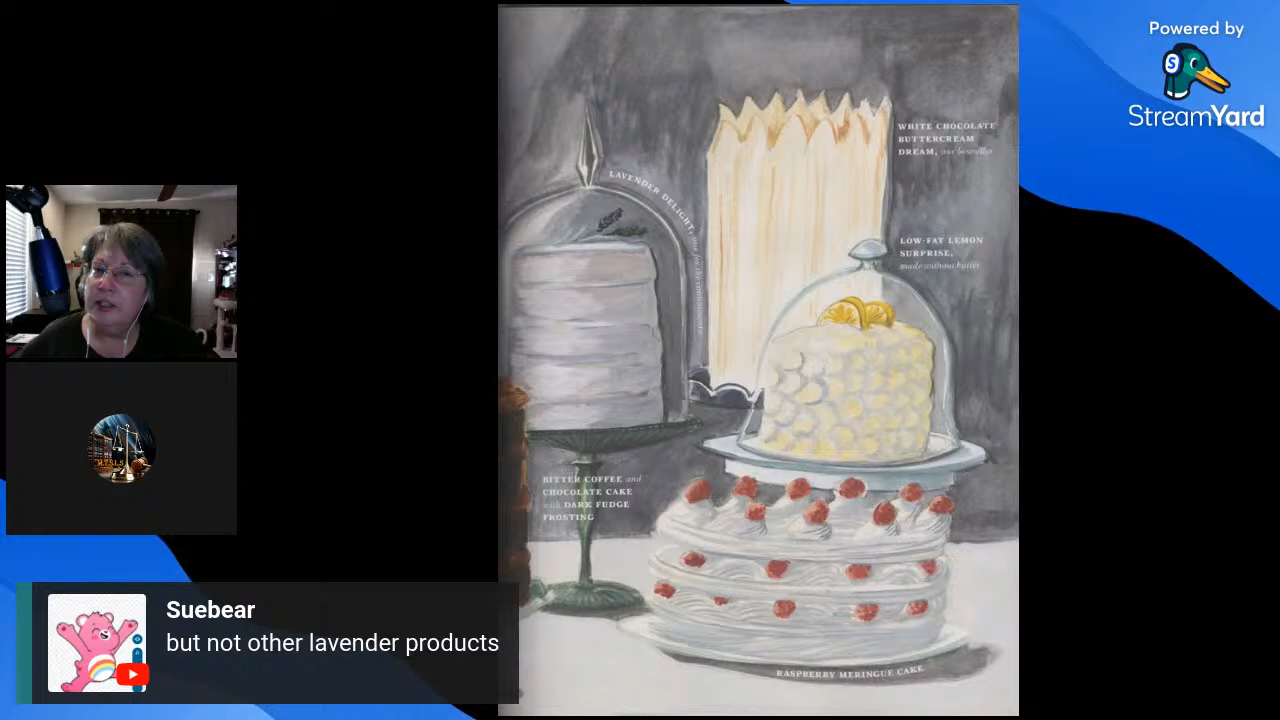 Powered by
StreamYard
WHITE CHOCOLATE
BUTTERCREAM
DREAM, our bestseller
LAVENDER DELIGHT,
LOW-FAT LEMON
SURPRISE,
made without butter
BITTER COFFEE and
CHOCOLATE CAKE
with DARK FUDGE
FROSTING
RASPBERRY MERINGUE CAKE
Suebear
but not other lavender products